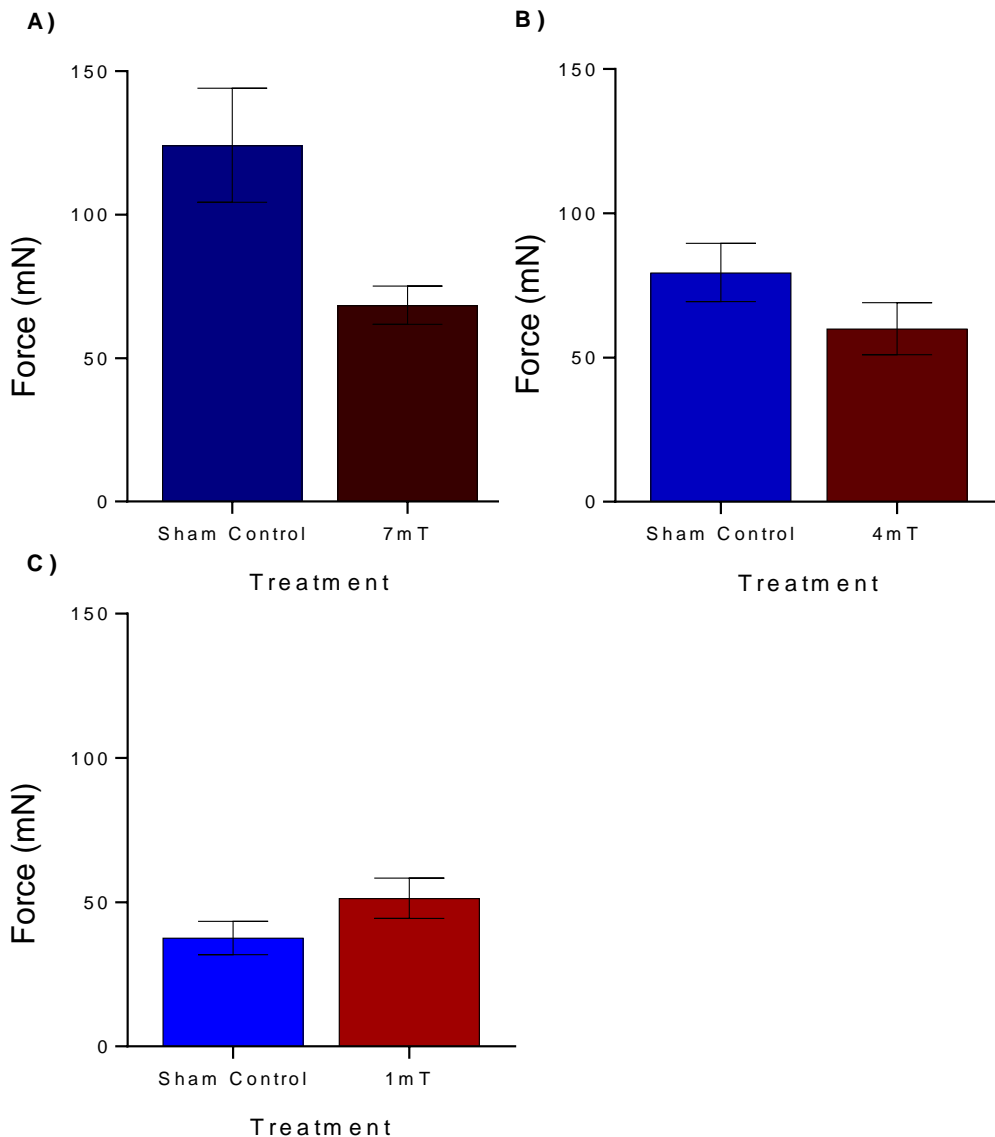 A)
150
100
50
0
Force (mN)
Sham Control 7mT
Treatment
B)
150
100
50
0
Force (mN)
Sham Control 4mT
Treatment
C)
150
100
50
0
Force (mN)
Sham Control 1mT
Treatment